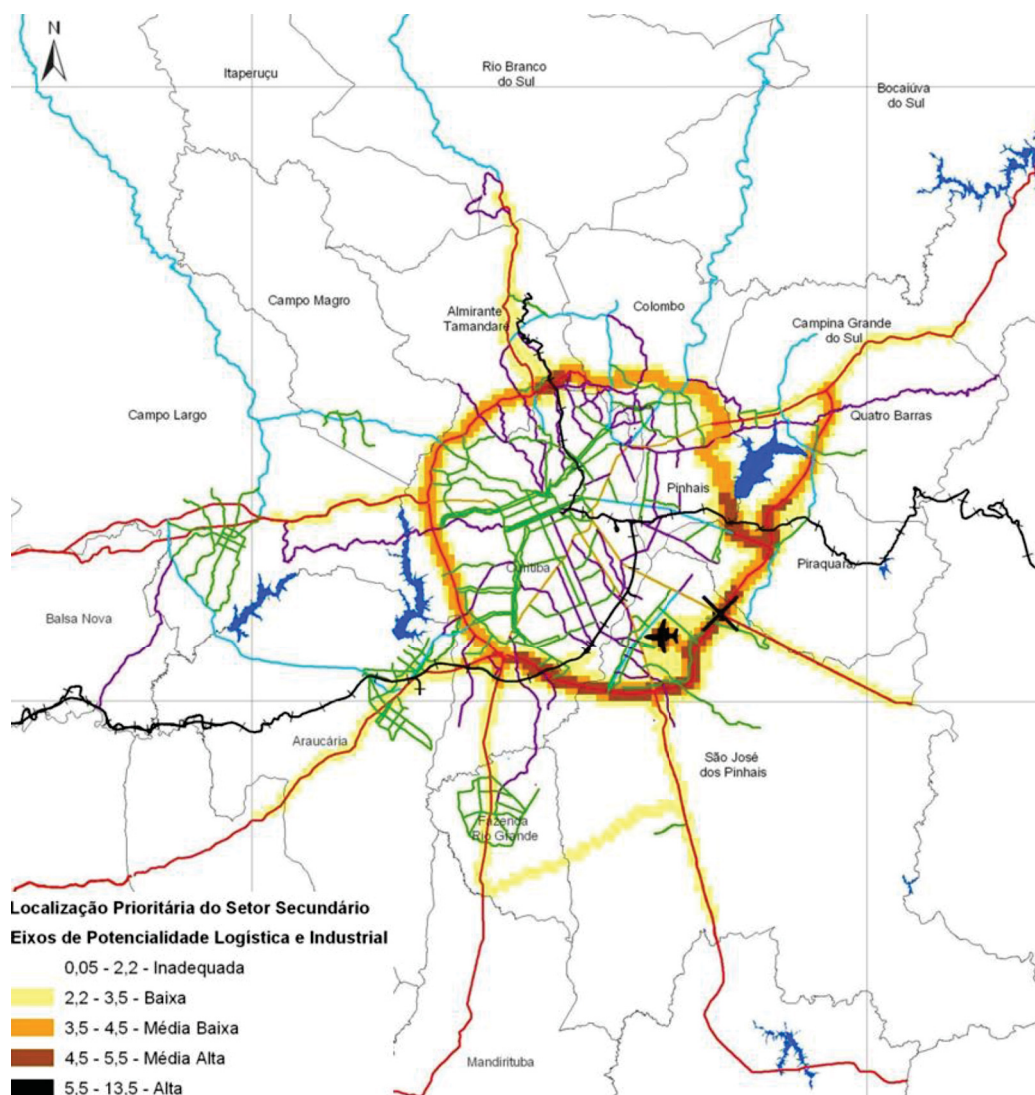 N
Itaperuçu
Rio Branco
do Sul
Bocaiúva
do Sul
Campo Magro
Almirante
Tamandaré
Colombo
Campina Grande
do Sul
Campo Largo
Quatro Barras
Pinhais
Curitiba
Piraquara
Balsa Nova
Araucária
São José
dos Pinhais
Fazenda
Rio Grande
Mandirituba
Localização Prioritária do Setor Secundário
Eixos de Potencialidade Logística e Industrial
0,05 - 2,2 - Inadequada
2,2 - 3,5 - Baixa
3,5 - 4,5 - Média Baixa
4,5 - 5,5 - Média Alta
5,5 - 13,5 - Alta